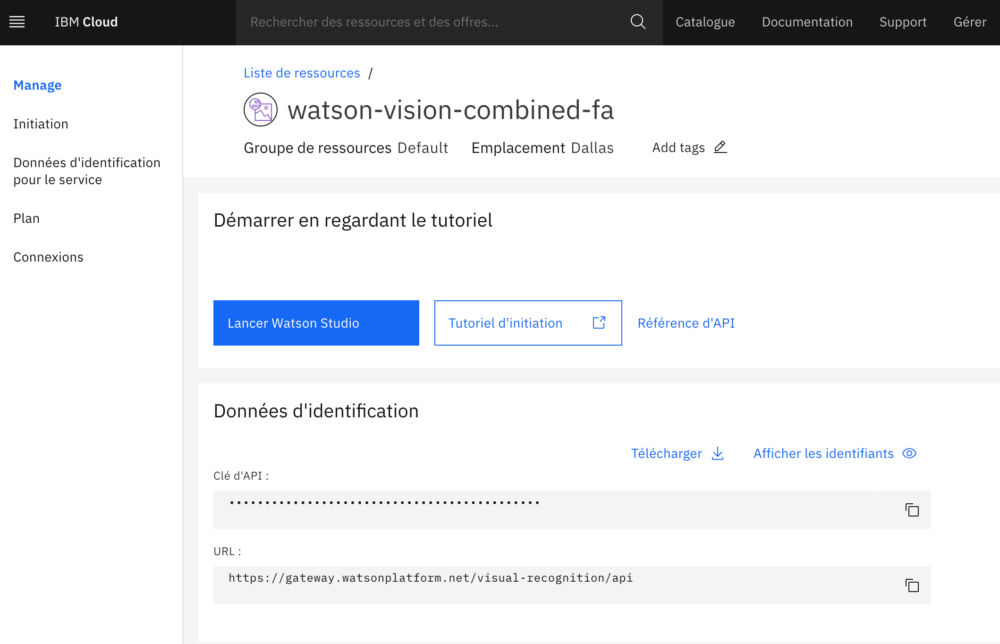 IBM Cloud
Rechercher des ressources et des offres...
Catalogue
Documentation
Support
Gérer
Manage
Initiation
Données d'identification
pour le service
Plan
Connexions
Liste de ressources /
watson-vision-combined-fa
Groupe de ressources Default Emplacement Dallas Add tags
Démarrer en regardant le tutoriel
Lancer Watson Studio
Tutoriel d'initiation
Référence d'API
Données d'identification
Télécharger
Afficher les identifiants
Clé d'API :
••••••••••••••••••••••••••••••••••••••••••••
URL :
https://gateway.watsonplatform.net/visual-recognition/api